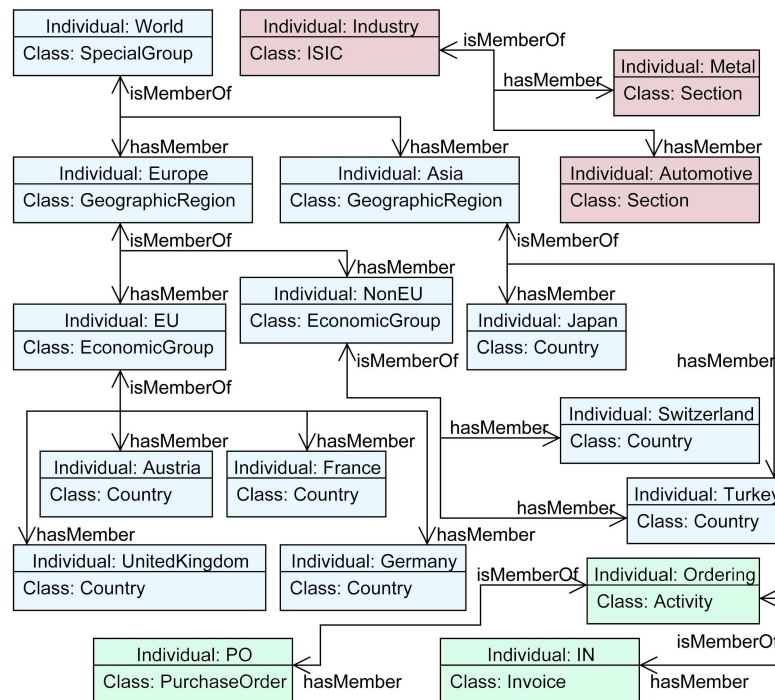 Individual: World
Class: SpecialGroup
Individual: Industry
Class: ISIC
isMemberOf
hasMember
Individual: Metal
Class: Section
isMemberOf
hasMember
hasMember
hasMember
Individual: Europe
Class: GeographicRegion
Individual: Asia
Class: GeographicRegion
Individual: Automotive
Class: Section
isMemberOf
isMemberOf
hasMember
hasMember
hasMember
Individual: EU
Class: EconomicGroup
Individual: NonEU
Class: EconomicGroup
Individual: Japan
Class: Country
isMemberOf
isMemberOf
hasMember
hasMember
hasMember
hasMember
Individual: Switzerland
Class: Country
Individual: Austria
Class: Country
Individual: France
Class: Country
hasMember
Individual: Turkey
Class: Country
hasMember
hasMember
Individual: UnitedKingdom
Class: Country
Individual: Germany
Class: Country
isMemberOf
Individual: Ordering
Class: Activity
isMemberOf
Individual: PO
Class: PurchaseOrder
hasMember
Individual: IN
Class: Invoice
hasMember